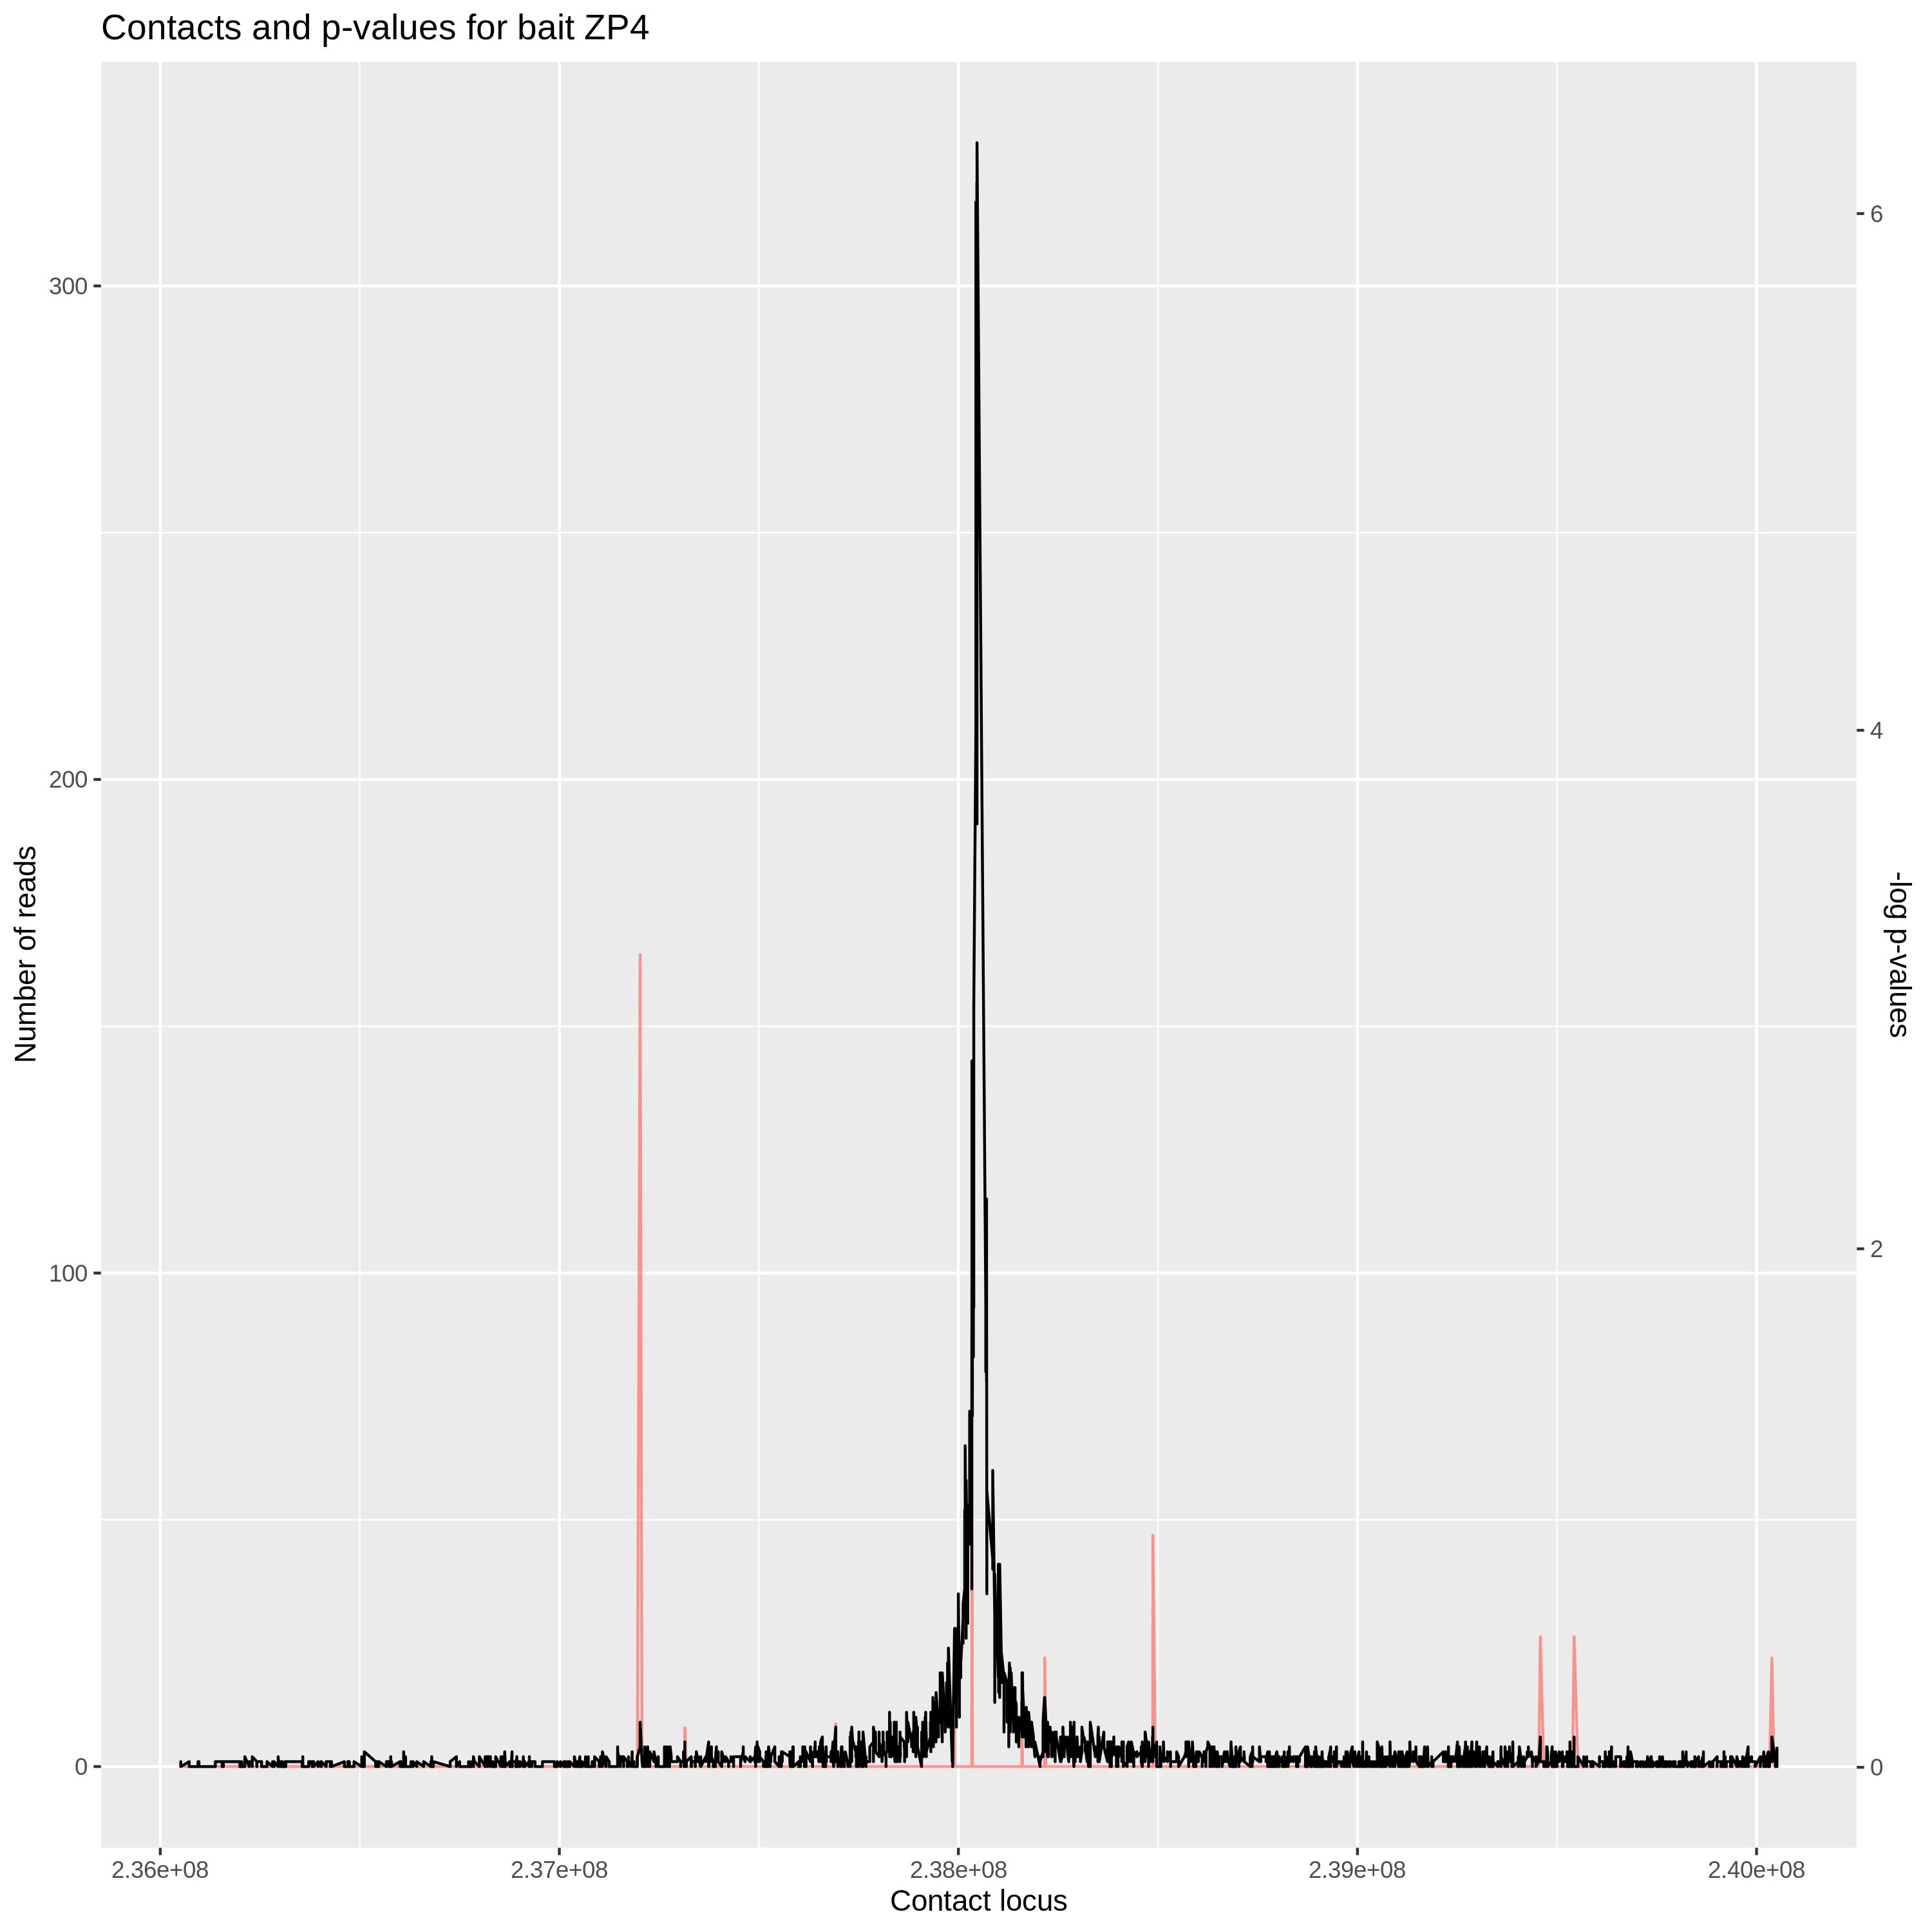 Contacts and p-values for bait ZP4
Number of reads
300
200
100
0
6
4
2
0
-log p-values
2.36e+08
2.37e+08
2.38e+08
2.39e+08
2.40e+08
Contact locus